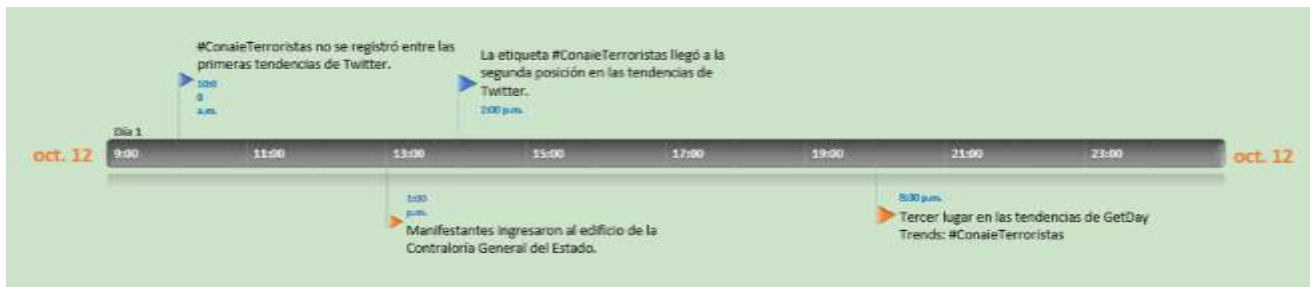 #ConaieTerroristas no se registró entre las
primeras tendencias de Twitter.
10:0
0
a.m.
La etiqueta #ConaieTerroristas llegó a la
segunda posición en las tendencias de
Twitter.
2:00 p.m.
Día 1
oct. 12 9:00 11:00 13:00 15:00 17:00 19:00 21:00 23:00 oct. 12
1:00
p.m.
Manifestantes ingresaron al edificio de la
Contraloría General del Estado.
8:00 p.m.
Tercer lugar en las tendencias de GetDay
Trends: #ConaieTerroristas